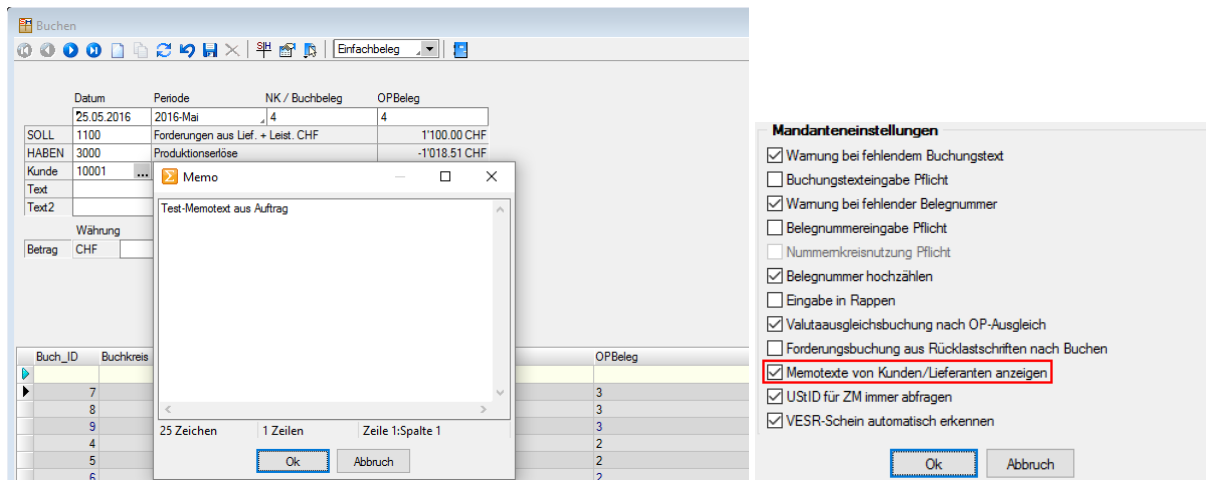 Buchen
SIH Einfachbeleg
Datum Periode NK / Buchbeleg OPBeleg
25.05.2016 2016-Mai 4 4
SOLL 1100 Forderungen aus Lief. + Leist. CHF 1'100.00 CHF
HABEN 3000 Produktionserlöse -1'018.51 CHF
Kunde 10001 ...
Text
Text2
Währung
Betrag CHF
Memo
Test-Memotext aus Auftrag
25 Zeichen 1 Zeilen Zeile 1:Spalte 1
Ok Abbruch
Buch_ID Buchkreis OPBeleg
7 3
8 3
9 3
4 2
5 2
6 2
Mandanteneinstellungen
Warnung bei fehlendem Buchungstext
Buchungstexteingabe Pflicht
Warnung bei fehlender Belegnummer
Belegnummereingabe Pflicht
Nummernkreisnutzung Pflicht
Belegnummer hochzählen
Eingabe in Rappen
Valutaausgleichsbuchung nach OP-Ausgleich
Forderungsbuchung aus Rücklastschriften nach Buchen
Memotexte von Kunden/Lieferanten anzeigen
UStID für ZM immer abfragen
VESR-Schein automatisch erkennen
Ok Abbruch